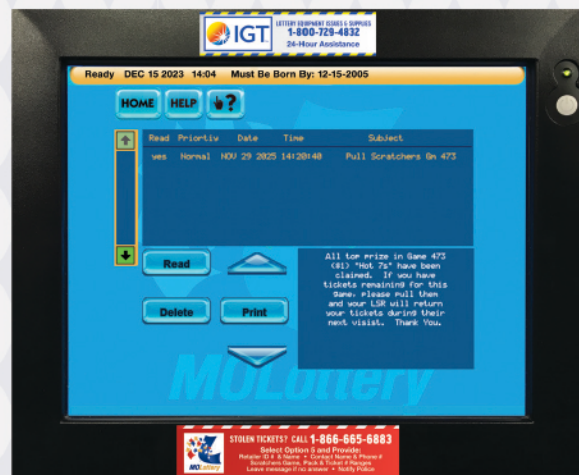 IGT
LOTTERY EQUIPMENT ISSUES & SUPPLIES
1-800-729-4832
24-Hour Assistance
Ready DEC 15 2023 14:04 Must Be Born By: 12-15-2005
HOME HELP ?
Read Priortiy Date Time Subject
yes Normal NOV 29 2025 14:20:40 Pull Scratchers Gm 473
Read
Delete
Print
All top prize in Game 473
($1) "Hot 7s" have been
claimed. If you have
tickets remaining for this
Game, please pull them
and your LSR will return
your tickets during their
next visist. Thank You.
MOLottery
MOLottery
STOLEN TICKETS? CALL 1-866-665-6883
Select Option 5 and Provide:
Retailer ID # & Name • Contact Name & Phone #
Scratchers Game, Pack & Ticket # Ranges
Leave message if no answer • Notify Police